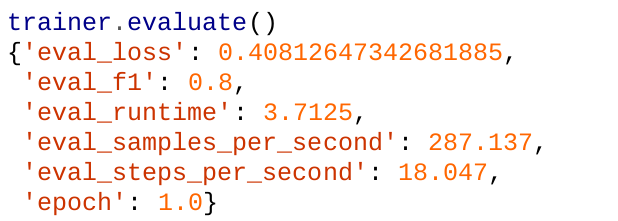 trainer.evaluate()
{'eval_loss': 0.40812647342681885,
 'eval_f1': 0.8,
 'eval_runtime': 3.7125,
 'eval_samples_per_second': 287.137,
 'eval_steps_per_second': 18.047,
 'epoch': 1.0}